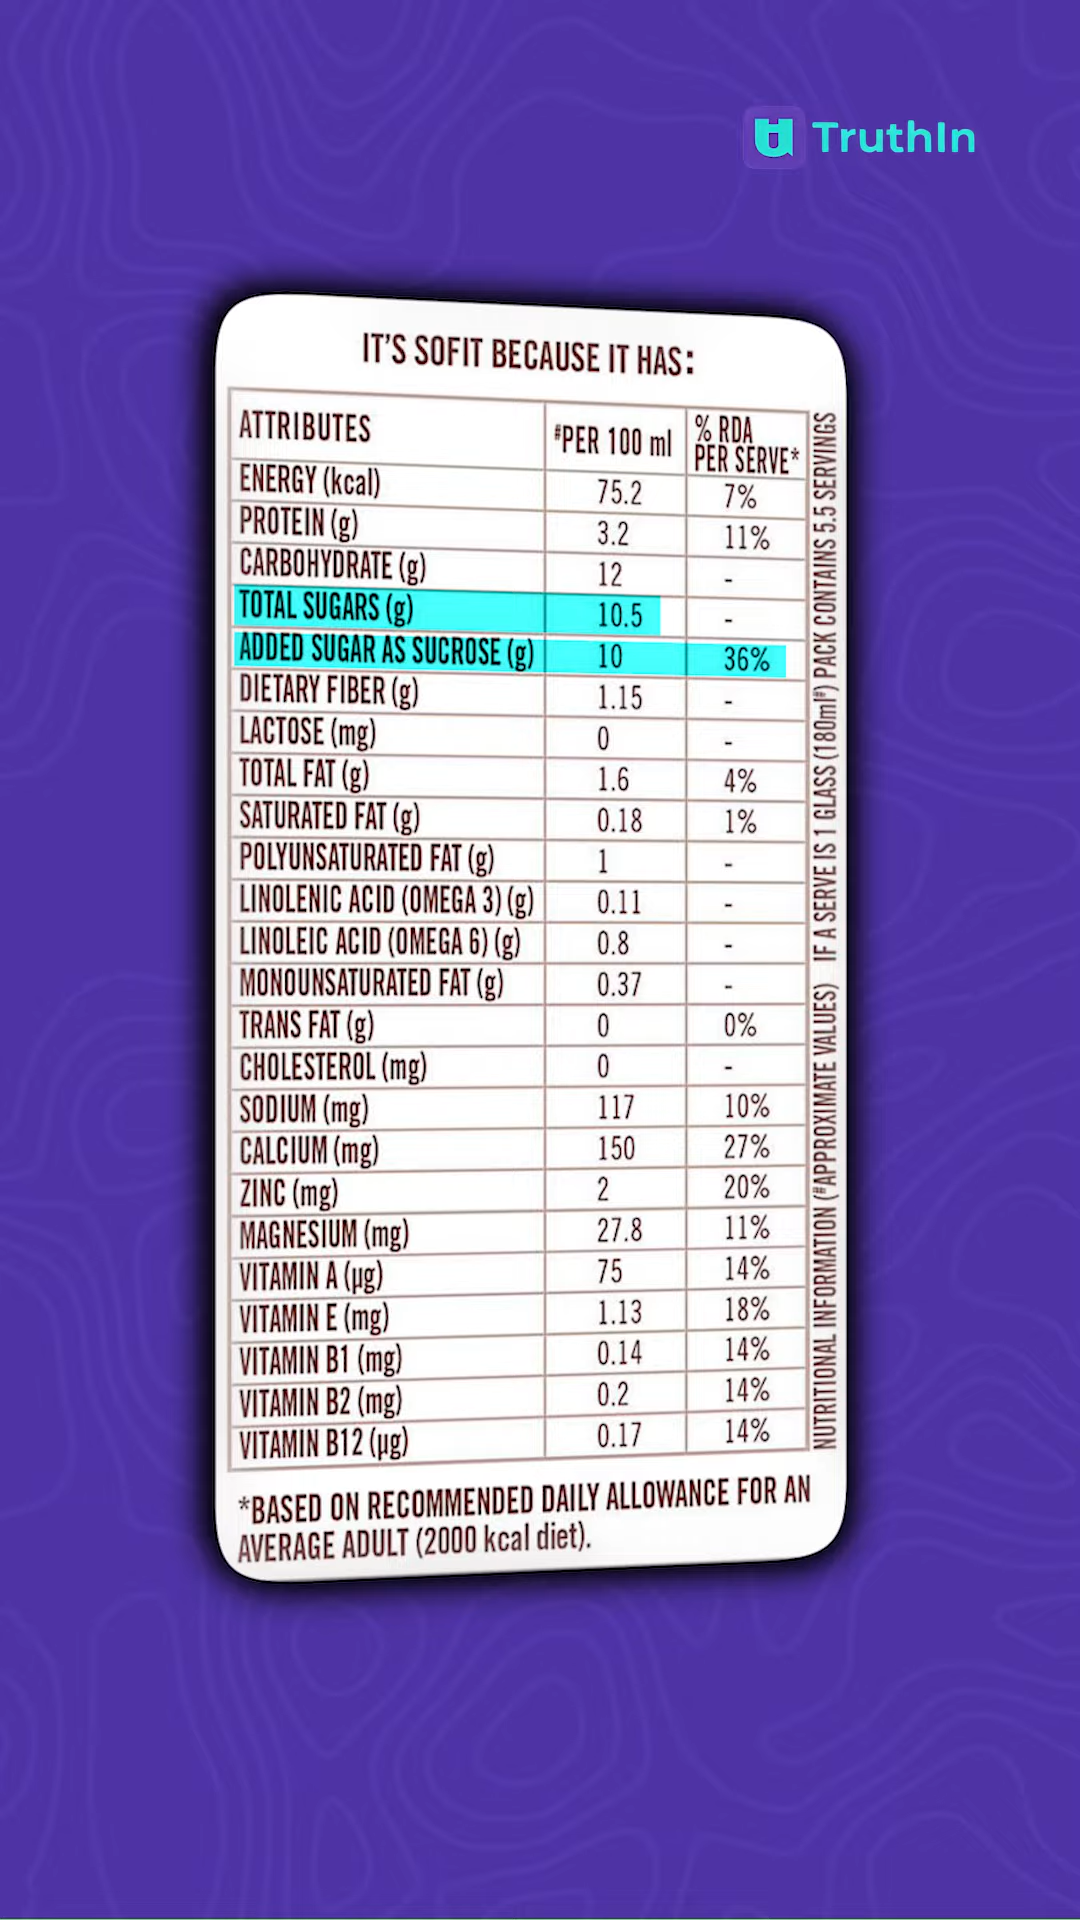 TruthIn
IT'S SOFIT BECAUSE IT HAS:
ATTRIBUTES #PER 100 ml % RDA PER SERVE*
ENERGY (kcal) 75.2 7%
PROTEIN (g) 3.2 11%
CARBOHYDRATE (g) 12 -
TOTAL SUGARS (g) 10.5 -
ADDED SUGAR AS SUCROSE (g) 10 36%
DIETARY FIBER (g) 1.15 -
LACTOSE (mg) 0 -
TOTAL FAT (g) 1.6 4%
SATURATED FAT (g) 0.18 1%
POLYUNSATURATED FAT (g) 1 -
LINOLENIC ACID (OMEGA 3) (g) 0.11 -
LINOLEIC ACID (OMEGA 6) (g) 0.8 -
MONOUNSATURATED FAT (g) 0.37 -
TRANS FAT (g) 0 0%
CHOLESTEROL (mg) 0 -
SODIUM (mg) 117 10%
CALCIUM (mg) 150 27%
ZINC (mg) 2 20%
MAGNESIUM (mg) 27.8 11%
VITAMIN A (µg) 75 14%
VITAMIN E (mg) 1.13 18%
VITAMIN B1 (mg) 0.14 14%
VITAMIN B2 (mg) 0.2 14%
VITAMIN B12 (µg) 0.17 14%
NUTRITIONAL INFORMATION (#APPROXIMATE VALUES) IF A SERVE IS 1 GLASS (180ml#) PACK CONTAINS 5.5 SERVINGS
*BASED ON RECOMMENDED DAILY ALLOWANCE FOR AN
AVERAGE ADULT (2000 kcal diet).